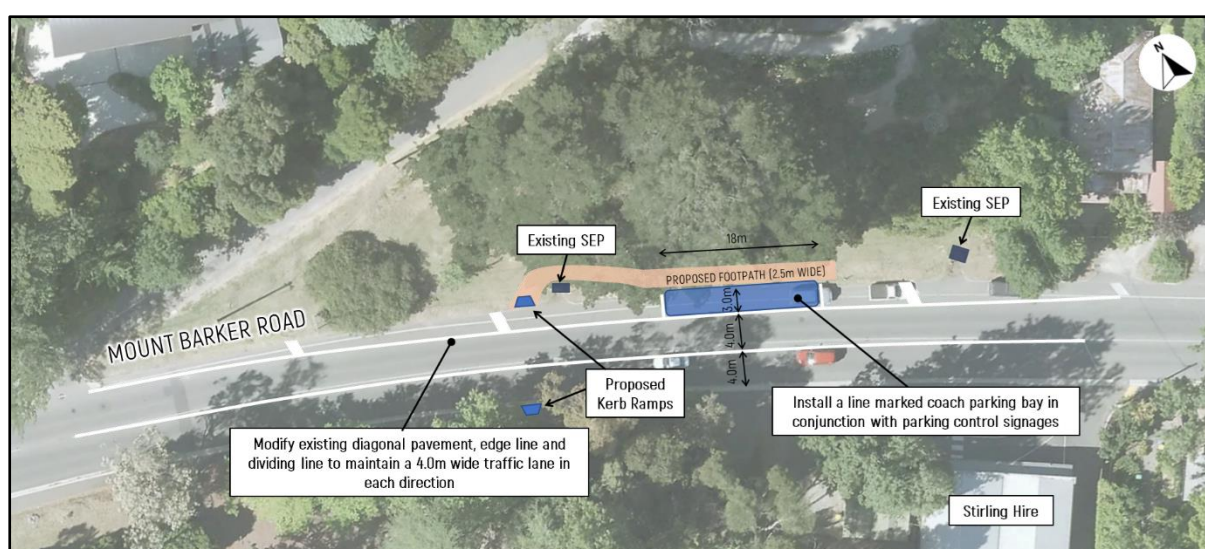 N
Existing SEP
Existing SEP
18m
PROPOSED FOOTPATH (2.5m WIDE)
3.0m
MOUNT BARKER ROAD
4.0m
4.0m
Proposed
Kerb Ramps
Install a line marked coach parking bay in
conjunction with parking control signages
Modify existing diagonal pavement, edge line and
dividing line to maintain a 4.0m wide traffic lane in
each direction
Stirling Hire